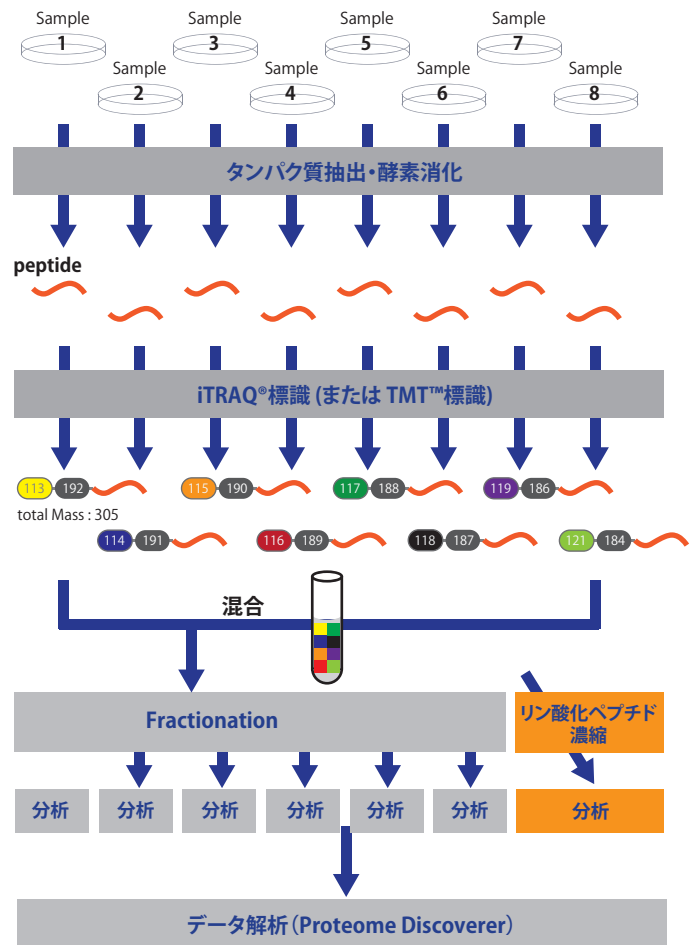 Sample
1
Sample
2
Sample
3
Sample
4
Sample
5
Sample
6
Sample
7
Sample
8
タンパク質抽出・酵素消化
peptide
iTRAQ®標識 (または TMT™標識)
113 192
115 190
117 188
119 186
total Mass : 305
114 191
116 189
118 187
121 184
混合
Fractionation
リン酸化ペプチド
濃縮
分析
分析
分析
分析
分析
分析
分析
データ解析（Proteome Discoverer）